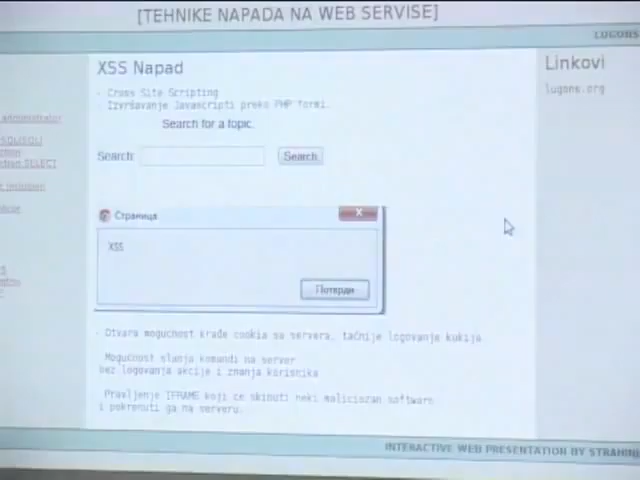 [TEHNIKE NAPADA NA WEB SERVISE]
LUGONS
XSS Napad
Linkovi
- Cross Site Scripting
lugons.org
- Izvršavanje Javascripti preko PHP formi.
Search for a topic.
Search:
Search
Страница
X
XSS
Потврди
- Otvara mogucnost krađe cookia sa servera, tačnije logovanje kukija
Mogućnost slanja komandi na server
bez logovanja akcije i znanja korisnika
Pravljenje IFRAME koji ce skinuti neki maliciozan software
i pokrenuti ga na serveru.
INTERACTIVE WEB PRESENTATION BY STRAHINJ